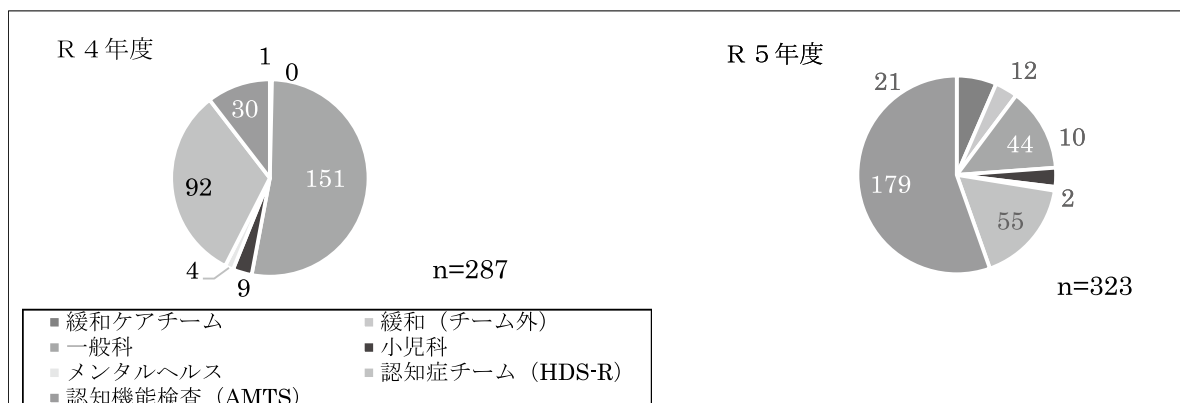 R 4年度
1
0
30
151
92
4
9
n=287
R 5年度
21
12
44
10
179
2
55
n=323
■緩和ケアチーム
■緩和（チーム外）
■一般科
■小児科
■メンタルヘルス
■認知症チーム（HDS-R）
■認知機能検査（AMTS）